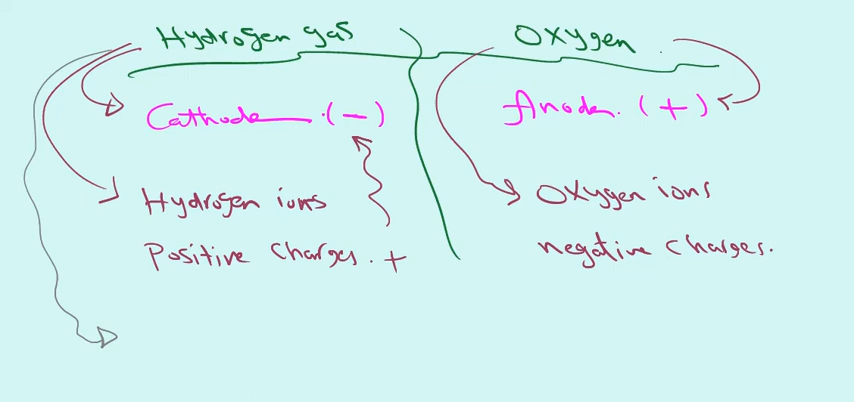 Hydrogen gas
Oxygen
Cathode (-)
Anode. (+)
Hydrogen ions
Positive charges. +
Oxygen ions
negative charges.